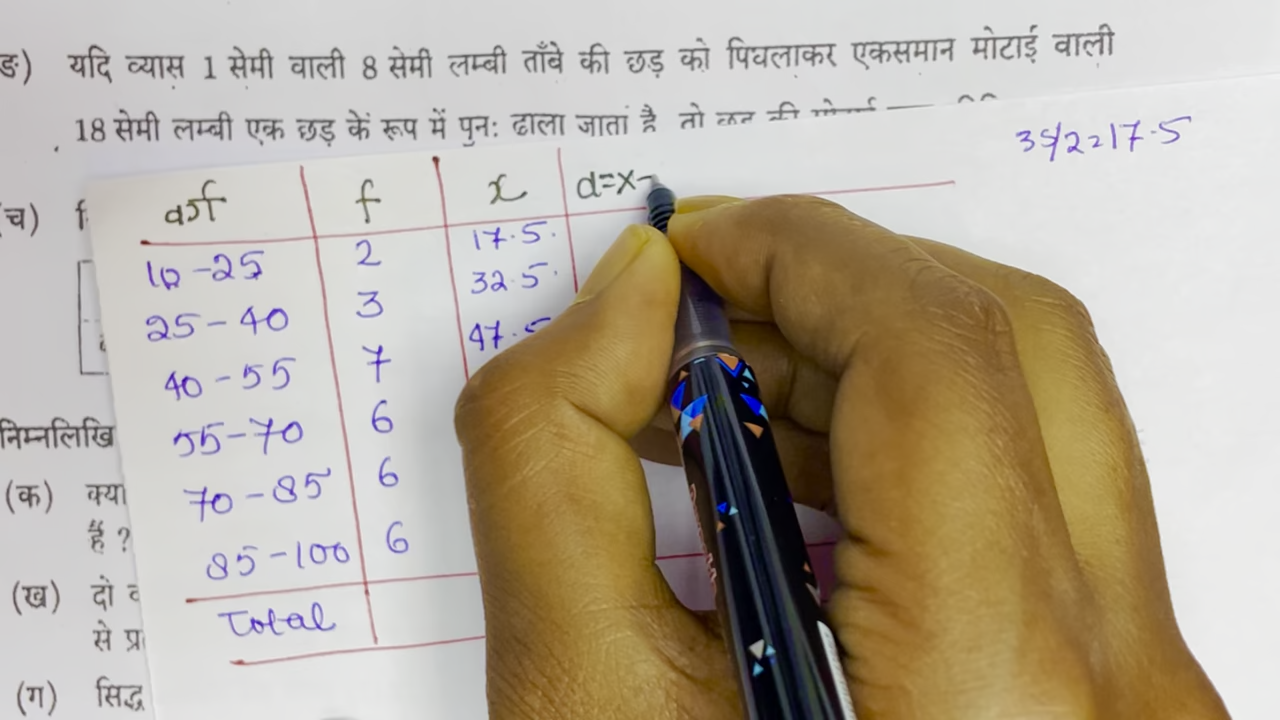 ङ) यदि व्यास 1 सेमी वाली 8 सेमी लम्बी ताँबे की छड़ को पिघलाकर एकसमान मोटाई वाली
18 सेमी लम्बी एक छड़ के रूप में पुनः ढाला जाता है तो
35/2=17.5
(च)
वर्ग f x d=x-
10-25 2 17.5
25-40 3 32.5
40-55 7 47.5
55-70 6
70-85 6
85-100 6
Total
निम्नलिखि
(क) क्या
हैं ?
(ख) दो
से प्र
(ग) सिद्ध